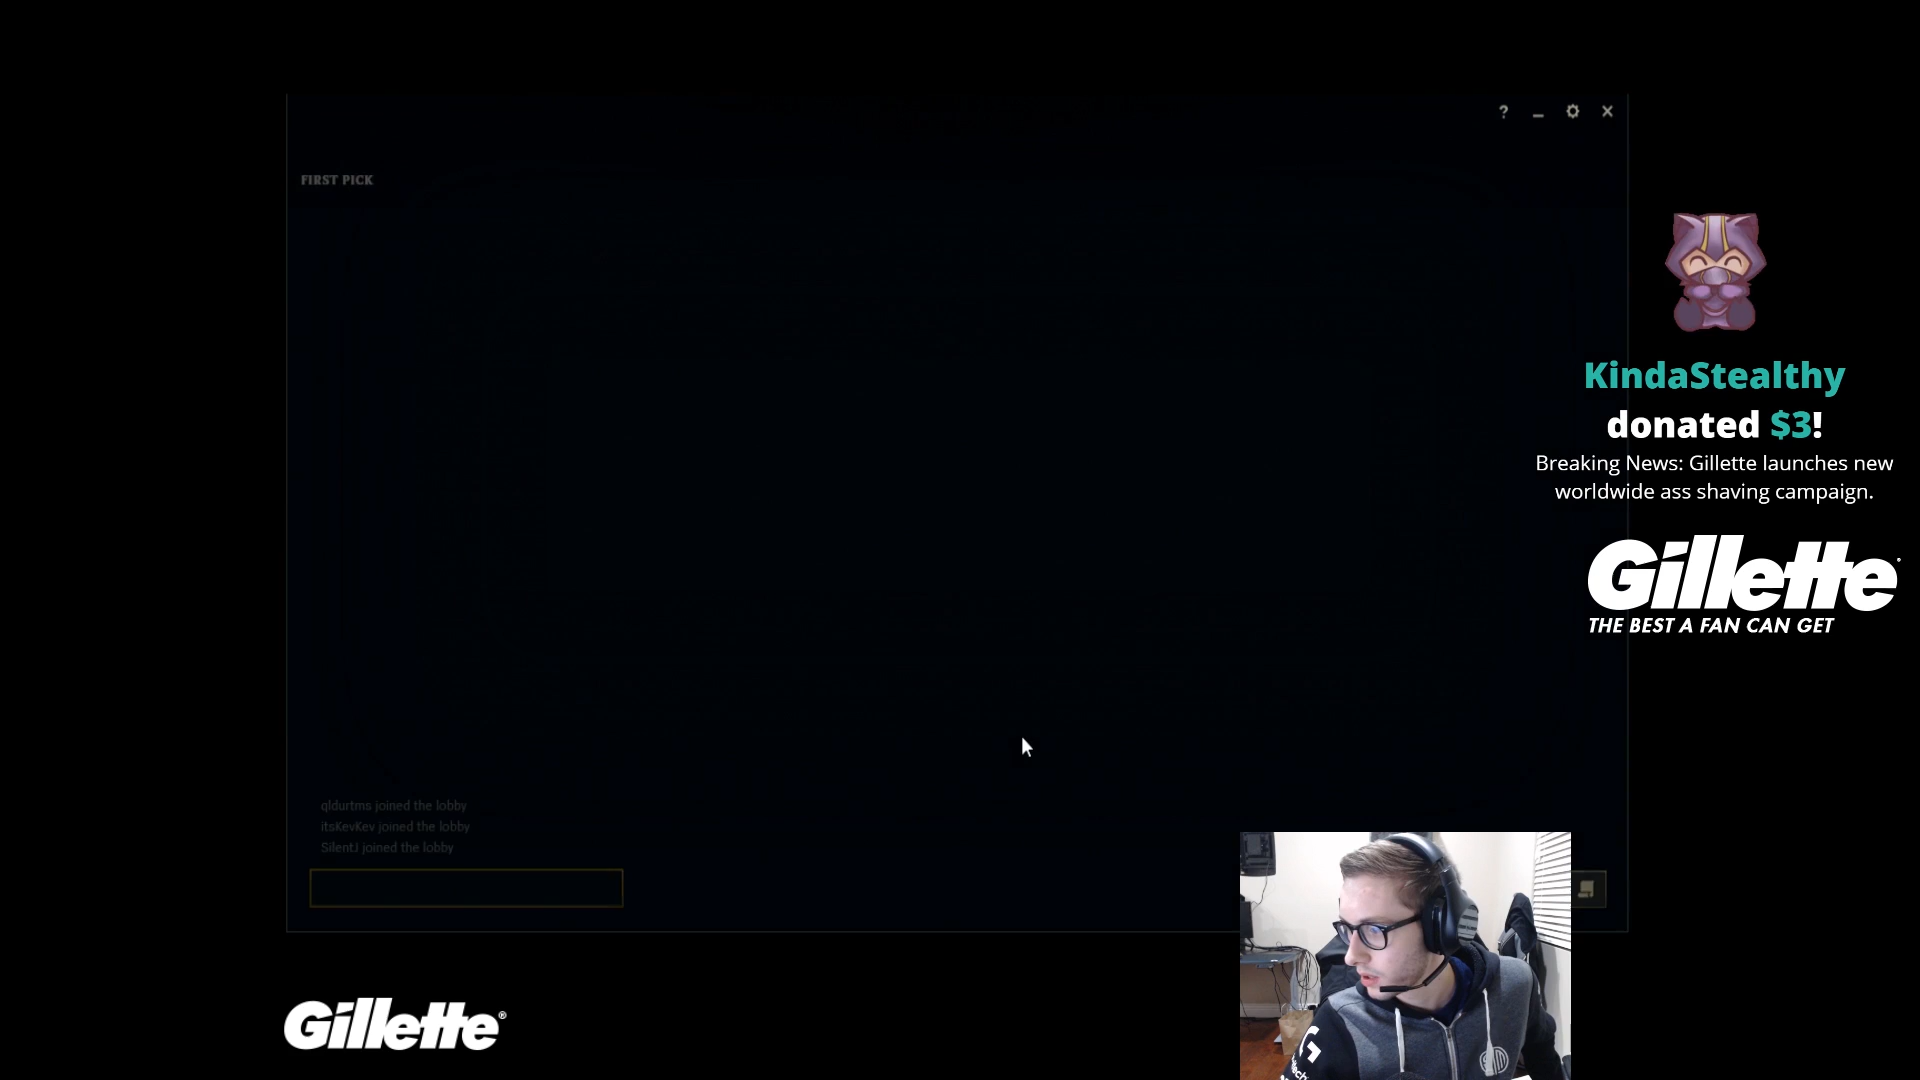 FIRST PICK
KindaStealthy
donated $3!
Breaking News: Gillette launches new
worldwide ass shaving campaign.
Gillette®
THE BEST A FAN CAN GET
qldurtms joined the lobby
itsKevKev joined the lobby
SilentJ joined the lobby
Gillette®